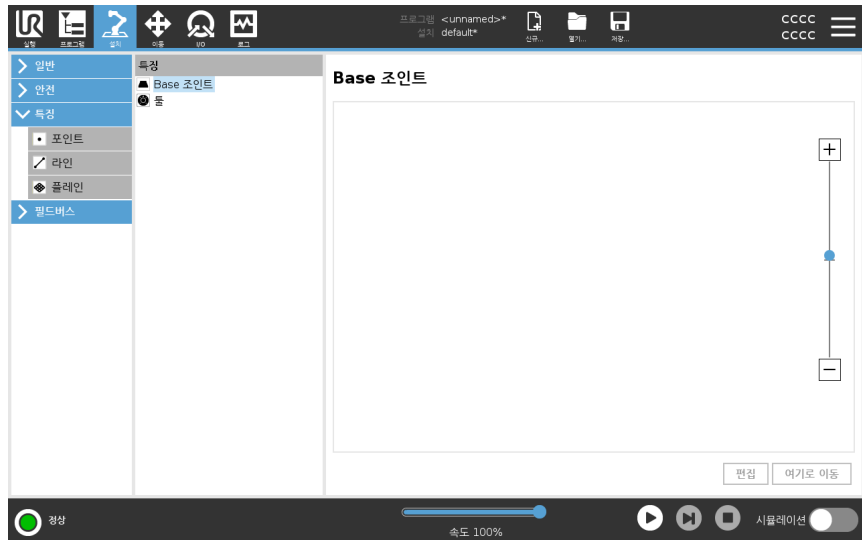 UR
실행
프로그램
설치
이동
I/O
로그
프로그램 <unnamed>*
설치 default*
신규...
열기...
저장...
CCCC
CCCC
일반
안전
특징
포인트
라인
플레인
필드버스
특징
Base 조인트
툴
Base 조인트
편집
여기로 이동
정상
속도 100%
시뮬레이션